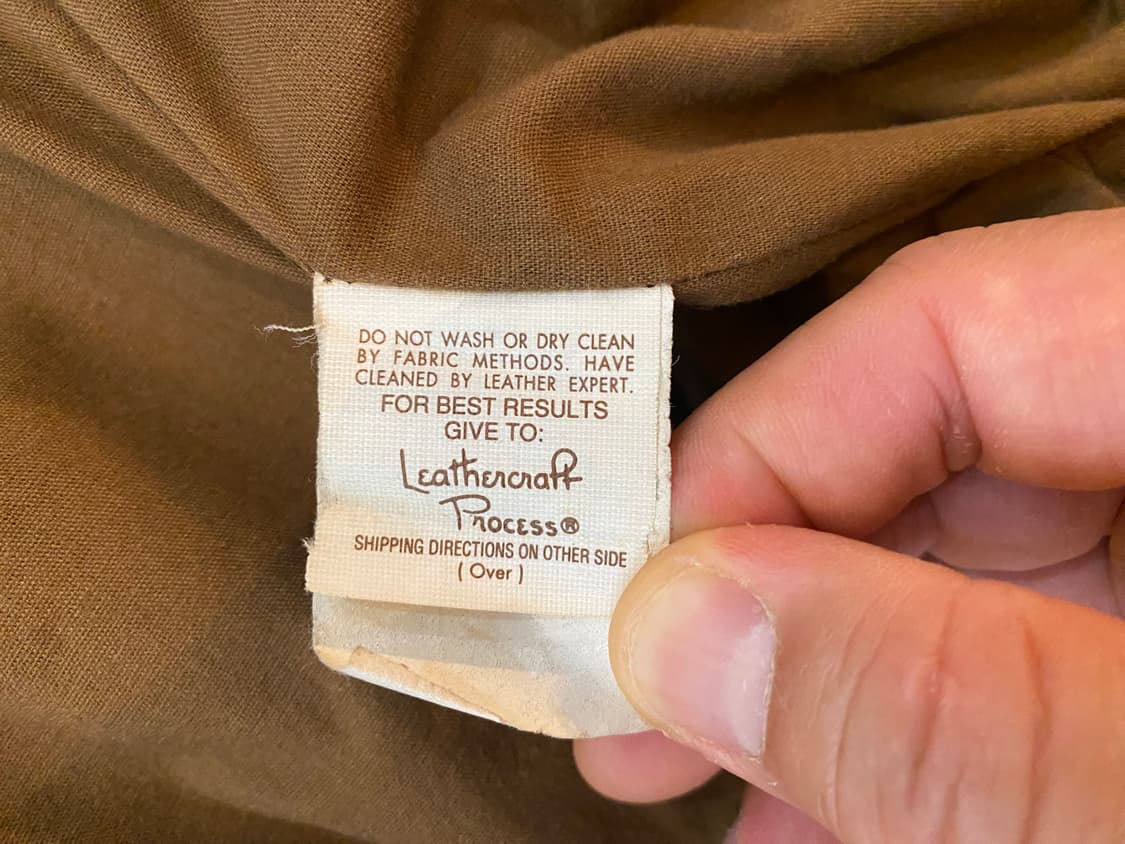 DO NOT WASH OR DRY CLEAN
BY FABRIC METHODS. HAVE
CLEANED BY LEATHER EXPERT.
FOR BEST RESULTS
GIVE TO:
Leathercraft
Process®
SHIPPING DIRECTIONS ON OTHER SIDE
( Over )